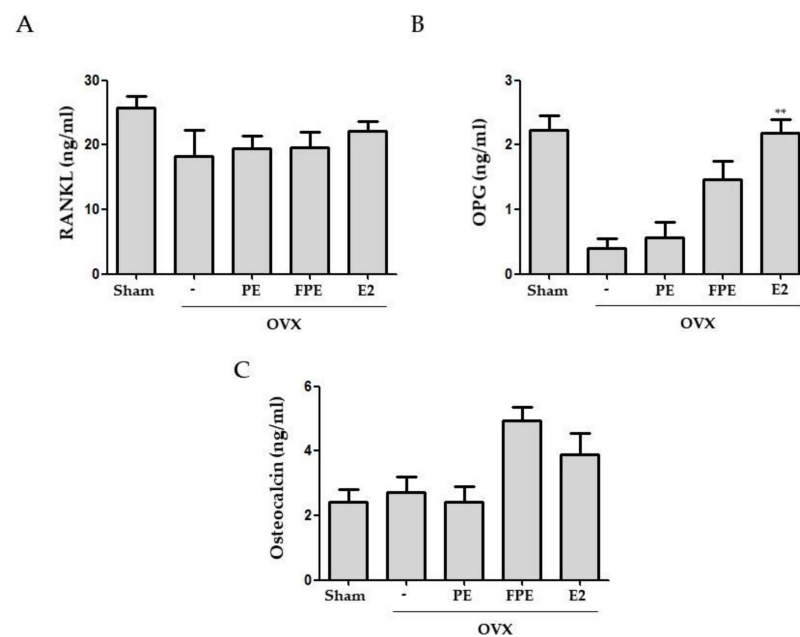 A
RANKL (ng/ml)
30
20
10
0
Sham - PE FPE E2
OVX
B
OPG (ng/ml)
3
2
1
0
**
Sham - PE FPE E2
OVX
C
Osteocalcin (ng/ml)
6
4
2
0
Sham - PE FPE E2
OVX